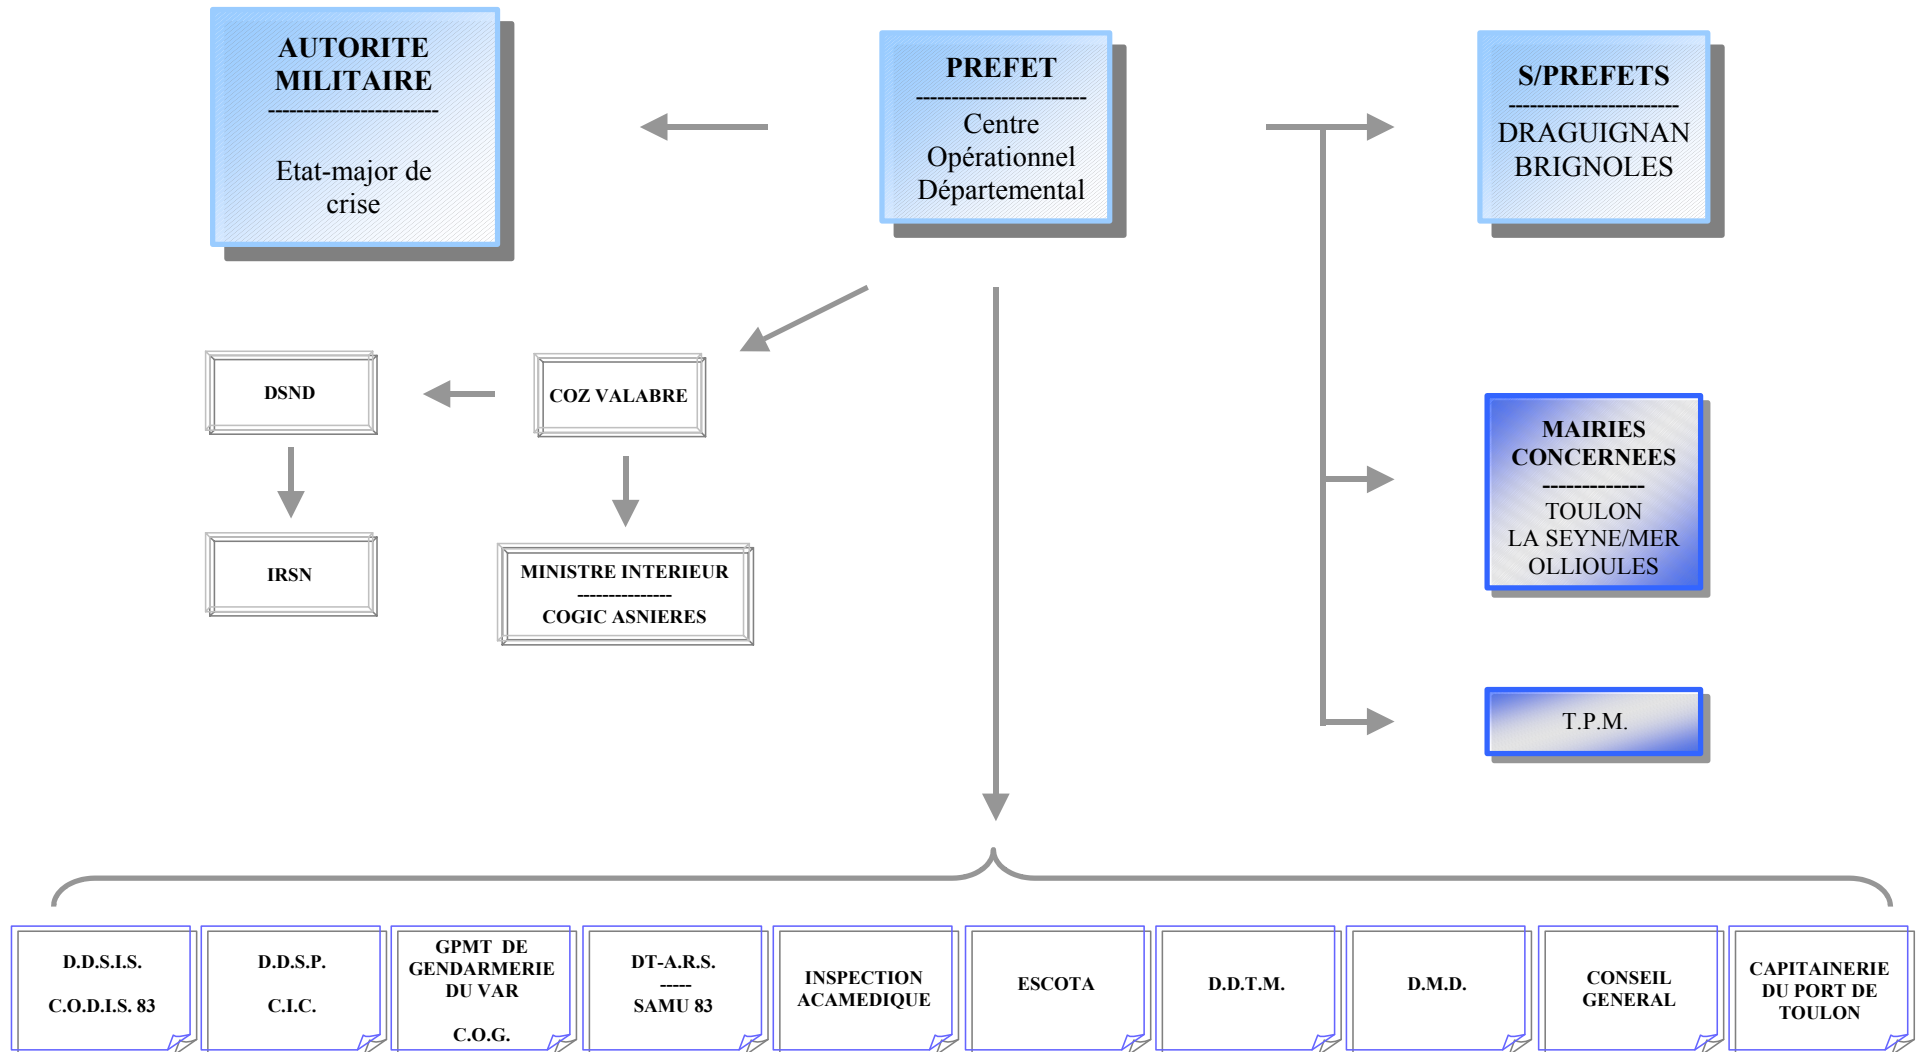 AUTORITE
MILITAIRE
------------------------
Etat-major de
crise
PREFET
------------------------
Centre
Opérationnel
Départemental
S/PREFETS
------------------------
DRAGUIGNAN
BRIGNOLES
DSND
COZ VALABRE
IRSN
MINISTRE INTERIEUR
---------------
COGIC ASNIERES
MAIRIES
CONCERNEES
-------------
TOULON
LA SEYNE/MER
OLLIOULES
T.P.M.
D.D.S.I.S.
C.O.D.I.S. 83
D.D.S.P.
C.I.C.
GPMT DE
GENDARMERIE
DU VAR
C.O.G.
DT-A.R.S.
-----
SAMU 83
INSPECTION
ACAMEDIQUE
ESCOTA
D.D.T.M.
D.M.D.
CONSEIL
GENERAL
CAPITAINERIE
DU PORT DE
TOULON